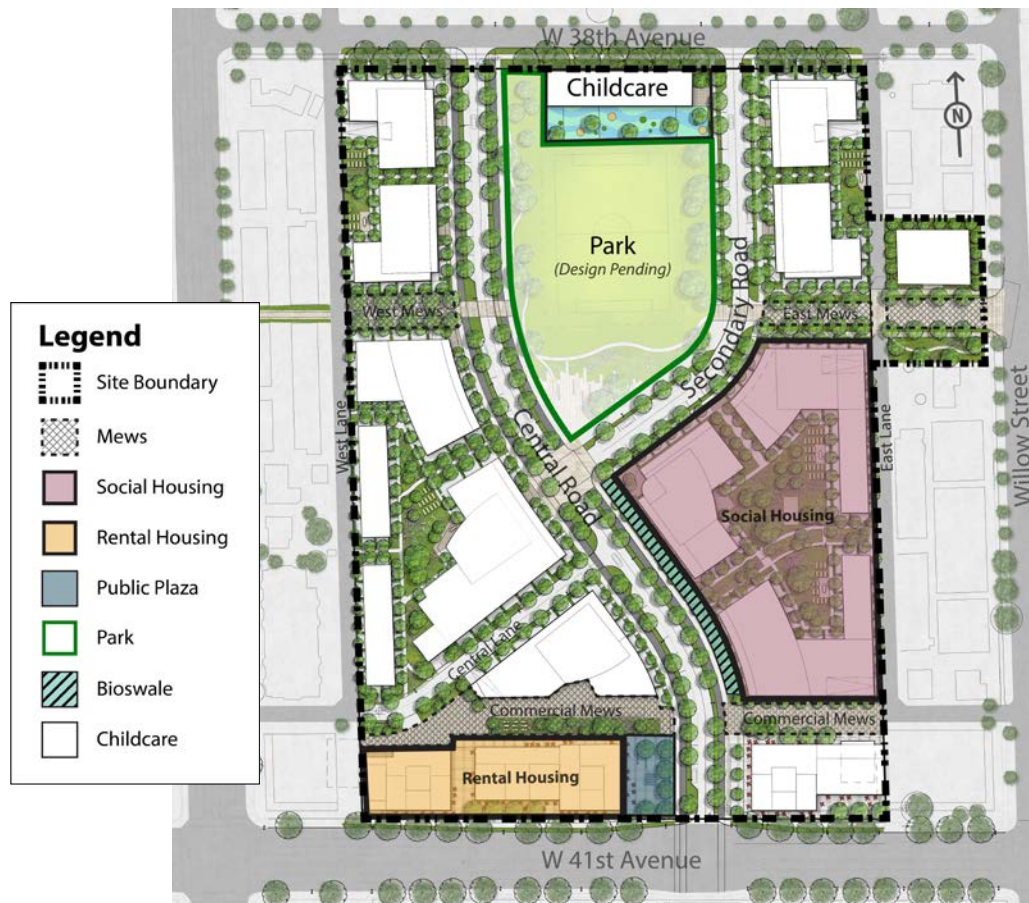 W 38th Avenue
Childcare
N
Park
(Design Pending)
Secondary Road
West Mews
East Mews
Legend
Site Boundary
Mews
Social Housing
Rental Housing
Public Plaza
Park
Bioswale
Childcare
West Lane
Central Road
East Lane
Willow Street
Social Housing
Central Lane
Commercial Mews
Commercial Mews
Rental Housing
W 41st Avenue